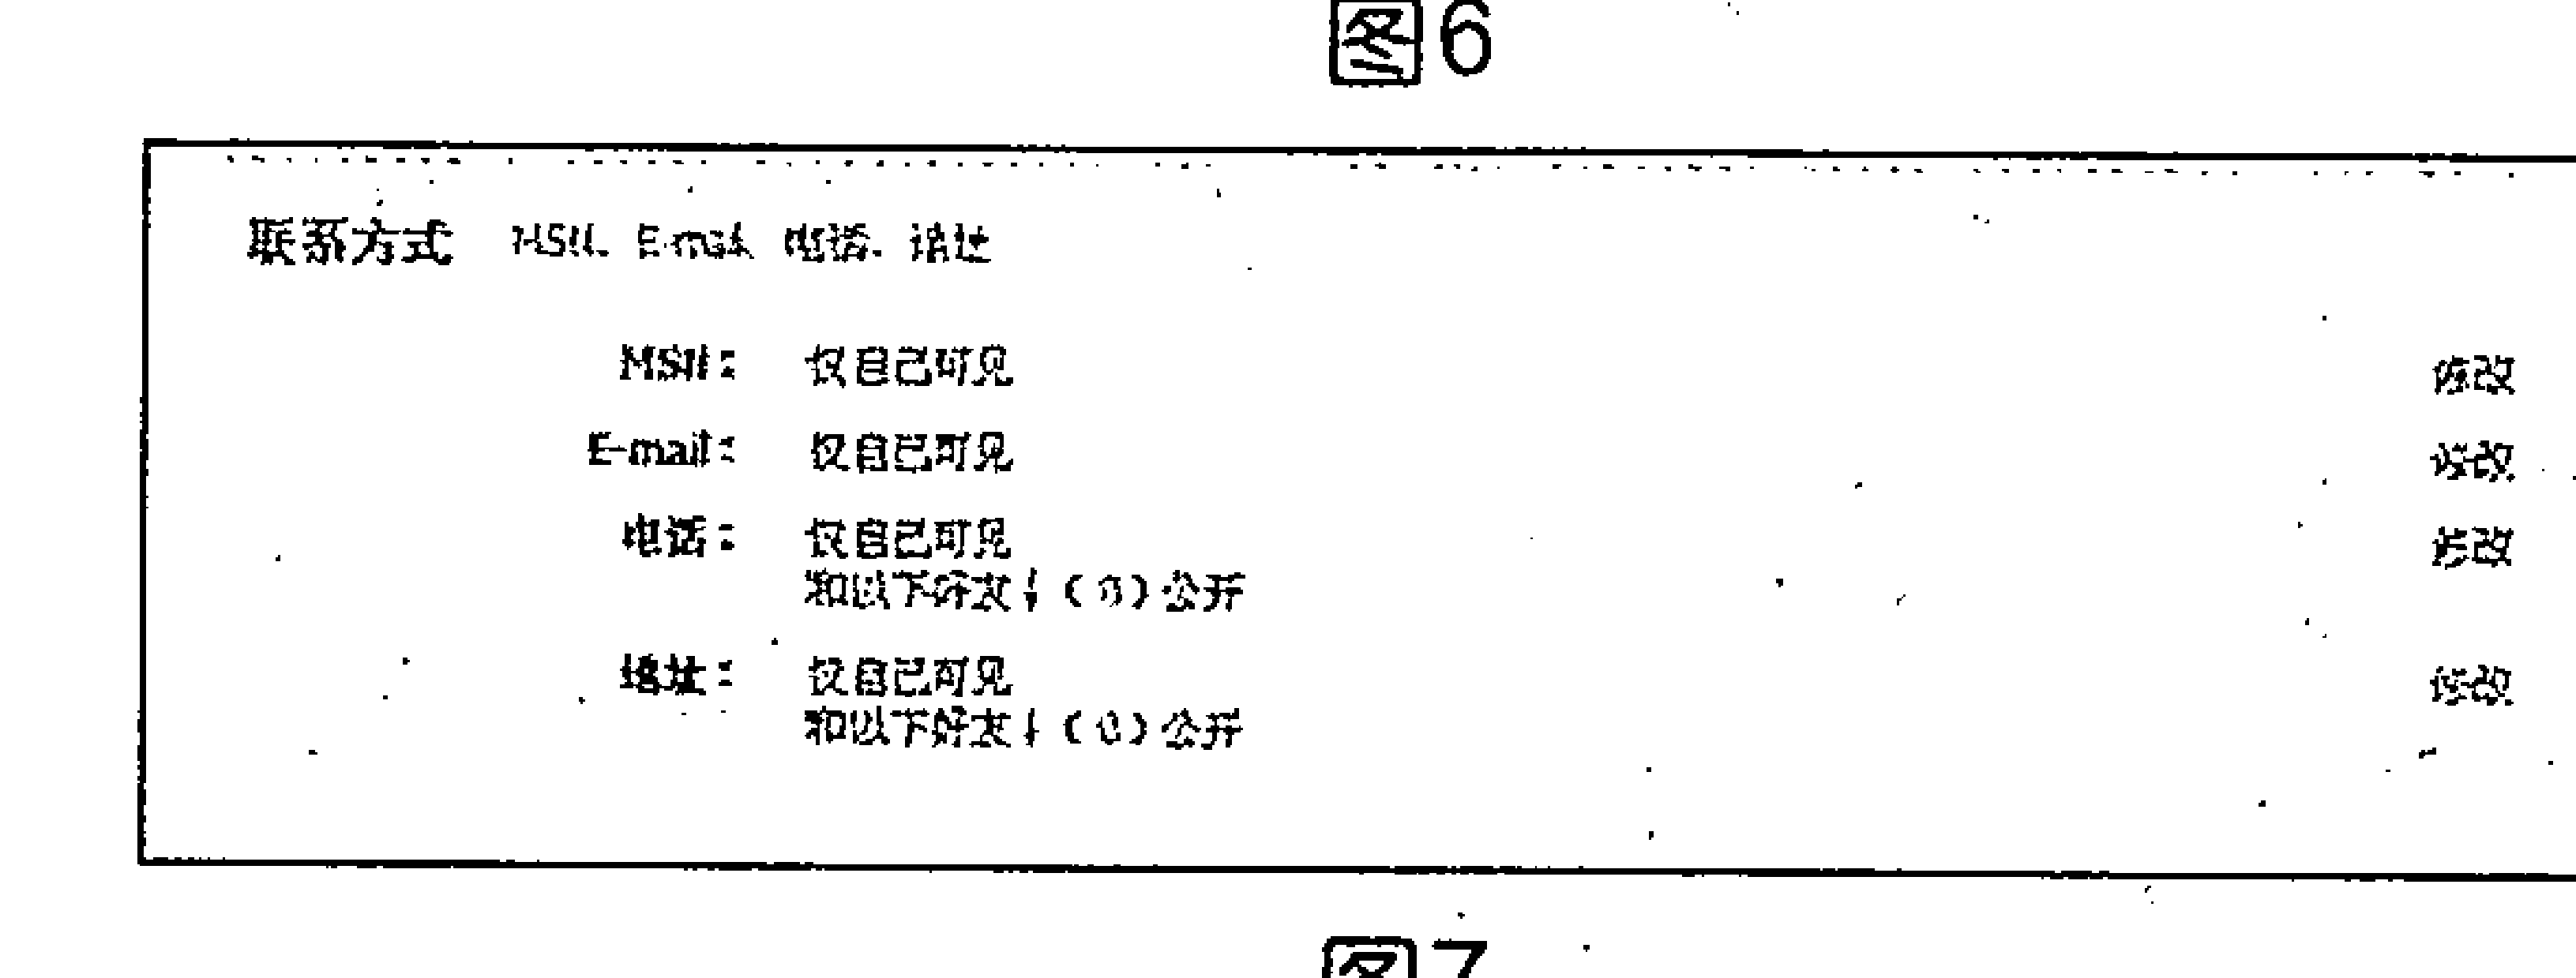 图6
联系方式 MSN、E-mail、电话、地址
MSN： 仅自己可见 修改
E-mail： 仅自己可见 修改
电话： 仅自己可见 修改
和以下好友↓（0）公开
地址： 仅自己可见 修改
和以下好友↓（0）公开
图7